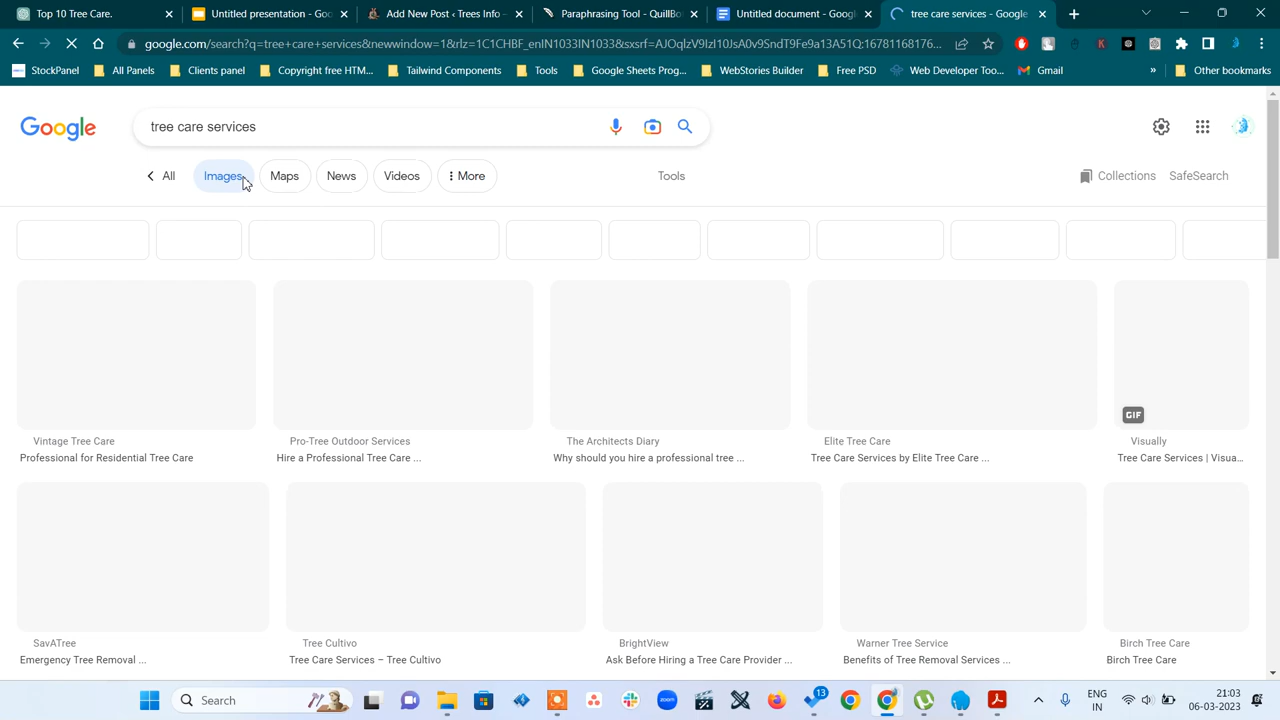 Top 10 Tree Care.
Untitled presentation - Goo
Add New Post ‹ Trees Info –
Paraphrasing Tool - QuillBo
Untitled document - Google
tree care services - Google
google.com/search?q=tree+care+services&newwindow=1&rlz=1C1CHBF_enIN1033IN1033&sxsrf=AJOqlzV9IzI10JsA0v9SndT9Fe9a13A51Q:16781168176...
StockPanel
All Panels
Clients panel
Copyright free HTM...
Tailwind Components
Tools
Google Sheets Prog...
WebStories Builder
Free PSD
Web Developer Too...
Gmail
»
Other bookmarks
Google
tree care services
All
Images
Maps
News
Videos
More
Tools
Collections
SafeSearch
GIF
Vintage Tree Care
Professional for Residential Tree Care
Pro-Tree Outdoor Services
Hire a Professional Tree Care ...
The Architects Diary
Why should you hire a professional tree ...
Elite Tree Care
Tree Care Services by Elite Tree Care ...
Visually
Tree Care Services | Visua...
SavATree
Emergency Tree Removal ...
Tree Cultivo
Tree Care Services – Tree Cultivo
BrightView
Ask Before Hiring a Tree Care Provider ...
Warner Tree Service
Benefits of Tree Removal Services ...
Birch Tree Care
Birch Tree Care
Search
zoom
13
ENG
IN
21:03
06-03-2023